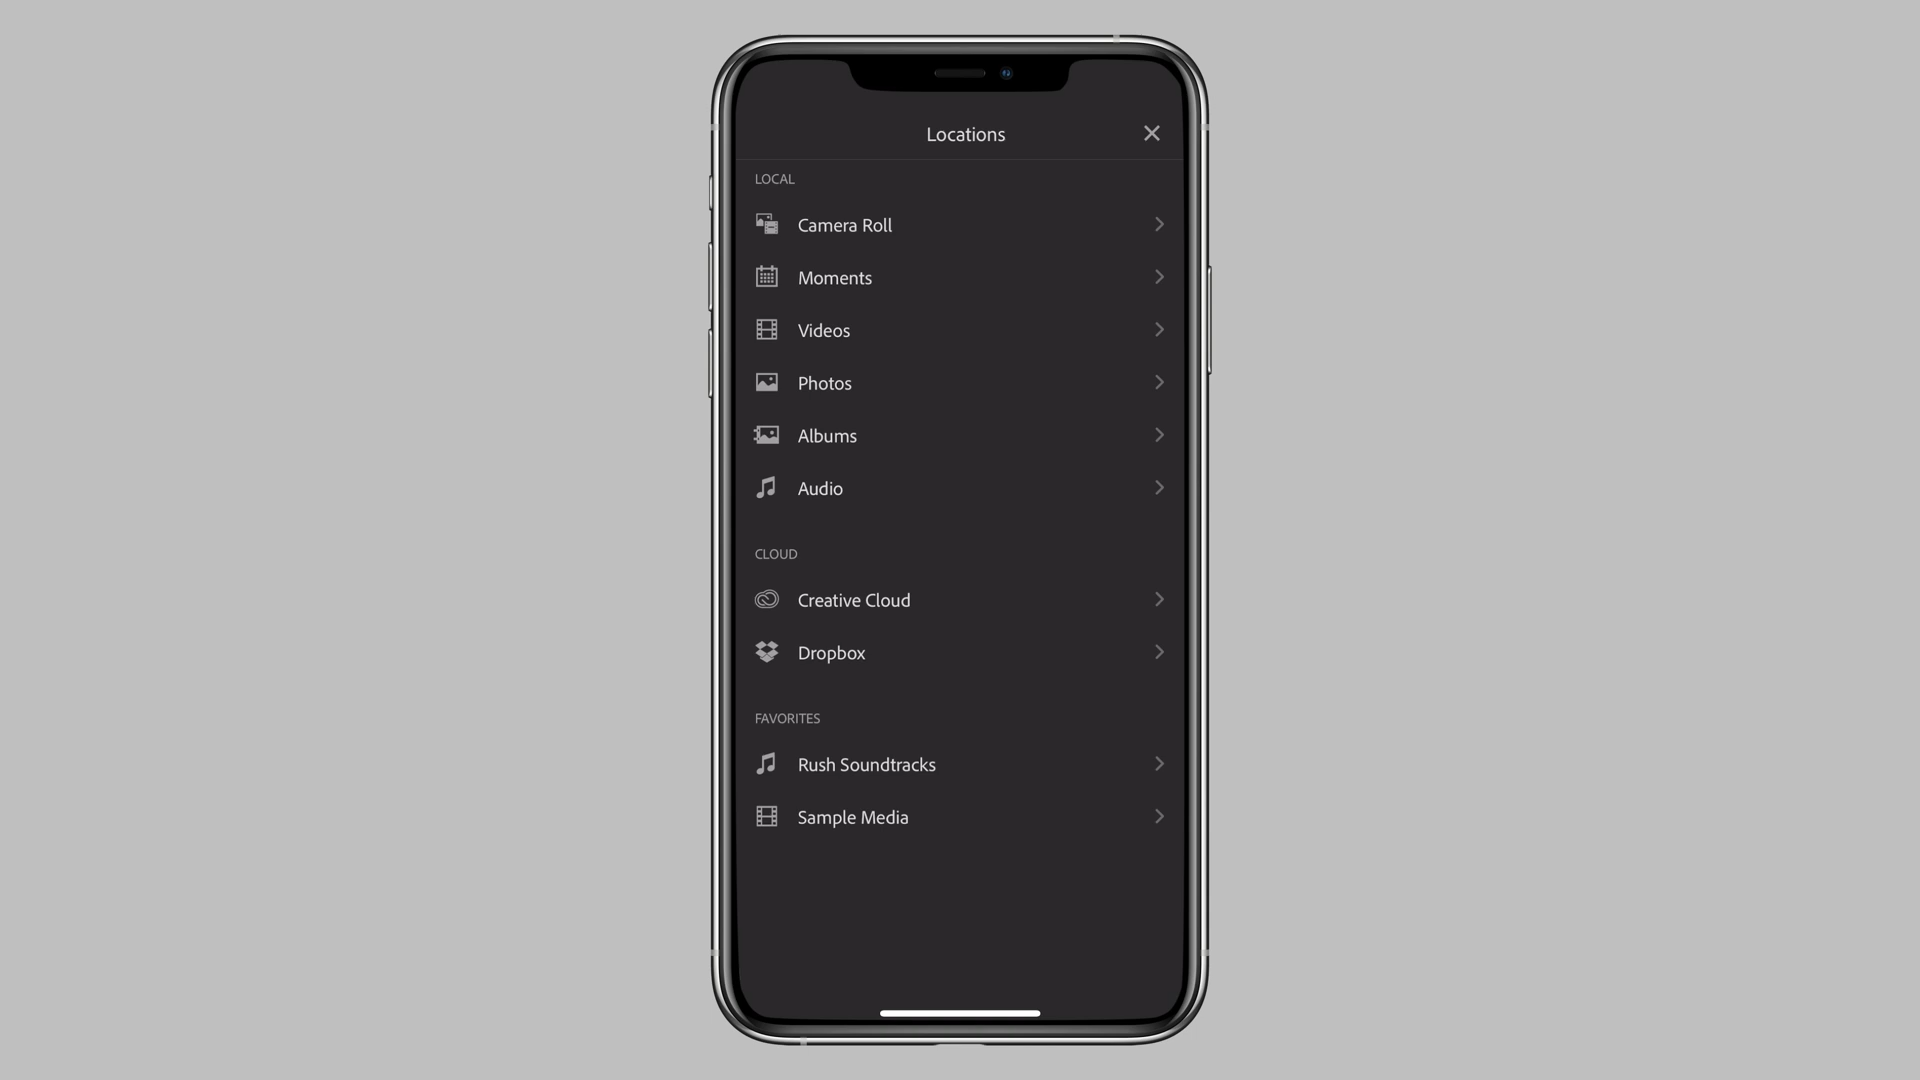 Locations
LOCAL
Camera Roll
Moments
Videos
Photos
Albums
Audio
CLOUD
Creative Cloud
Dropbox
FAVORITES
Rush Soundtracks
Sample Media